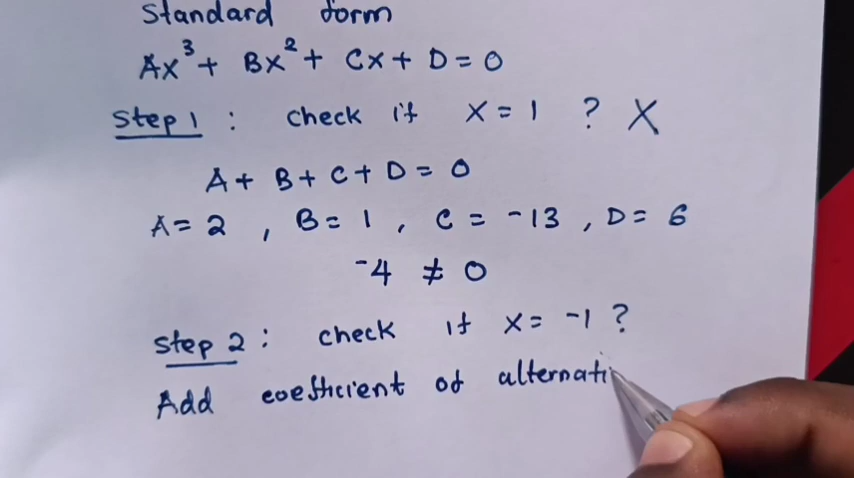 Standard form
Ax³ + Bx² + Cx + D = 0
Step 1 : check if x = 1 ? X
A + B + C + D = 0
A = 2 , B = 1 , C = -13 , D = 6
-4 ≠ 0
Step 2 : check if x = -1 ?
Add coefficient of alternati